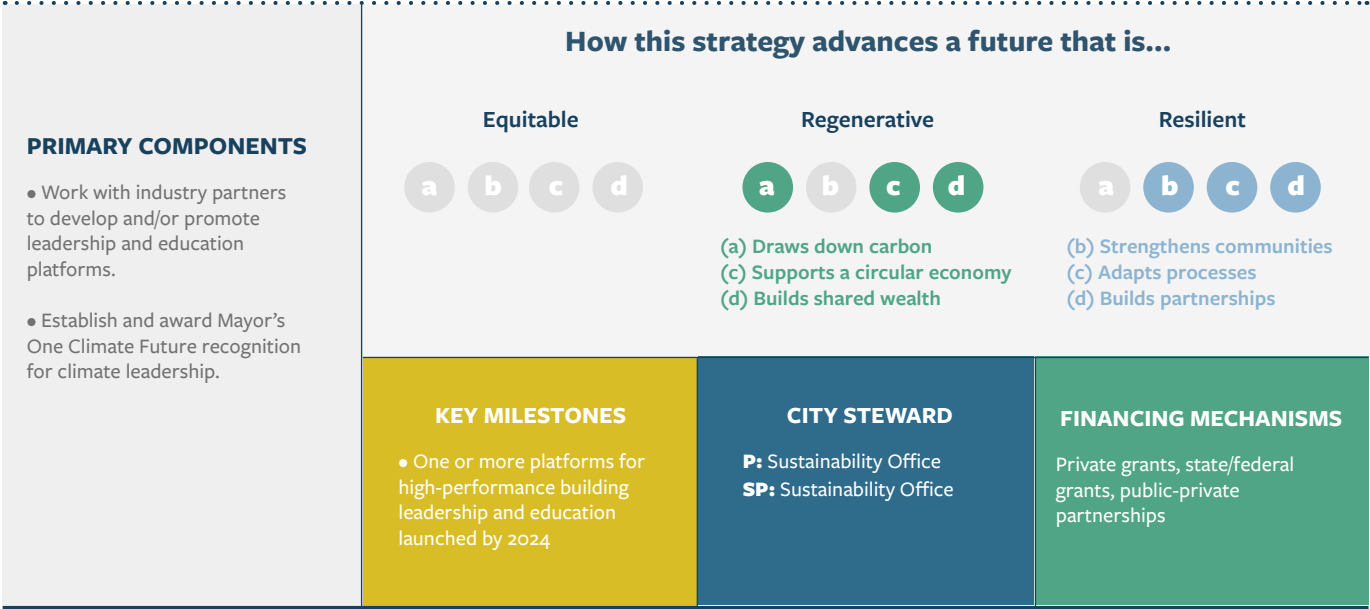 How this strategy advances a future that is...
PRIMARY COMPONENTS
• Work with industry partners
to develop and/or promote
leadership and education
platforms.
• Establish and award Mayor's
One Climate Future recognition
for climate leadership.
Equitable
a b c d
Regenerative
a b c d
(a) Draws down carbon
(c) Supports a circular economy
(d) Builds shared wealth
Resilient
a b c d
(b) Strengthens communities
(c) Adapts processes
(d) Builds partnerships
KEY MILESTONES
• One or more platforms for
high-performance building
leadership and education
launched by 2024
CITY STEWARD
P: Sustainability Office
SP: Sustainability Office
FINANCING MECHANISMS
Private grants, state/federal
grants, public-private
partnerships